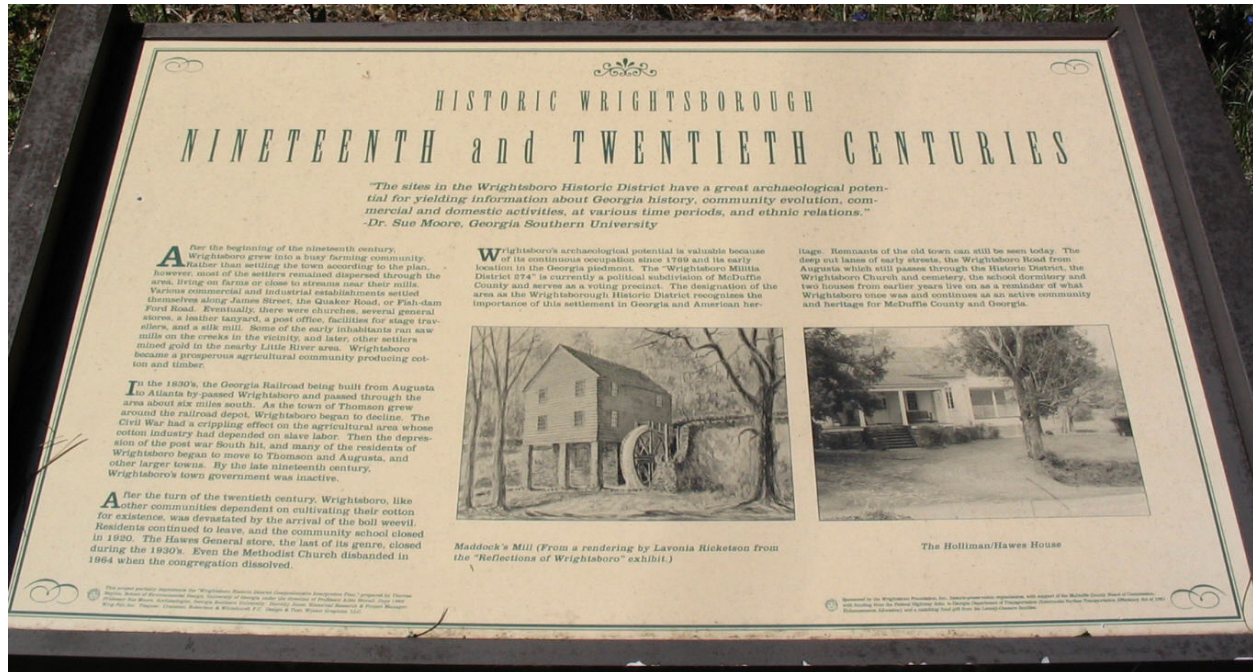 HISTORIC WRIGHTSBOROUGH
NINETEENTH and TWENTIETH CENTURIES
"The sites in the Wrightsboro Historic District have a great archaeological poten-
tial for yielding information about Georgia history, community evolution, com-
mercial and domestic activities, at various time periods, and ethnic relations."
-Dr. Sue Moore, Georgia Southern University
After the beginning of the nineteenth century,
Wrightsboro grew into a busy farming community.
Rather than settling the town according to the plan,
however, most of the settlers remained dispersed through the
area, living on farms or close to streams near their mills.
Various commercial and industrial establishments settled
themselves along James Street, the Quaker Road, or Fish-dam
Ford Road. Eventually, there were churches, several general
stores, a leather tanyard, a post office, facilities for stage trav-
ellers, and a silk mill. Some of the early inhabitants ran saw
mills on the creeks in the vicinity, and later, other settlers
mined gold in the nearby Little River area. Wrightsboro
became a prosperous agricultural community producing cot-
ton and timber.
In the 1830's, the Georgia Railroad being built from Augusta
to Atlanta by-passed Wrightsboro and passed through the
area about six miles south. As the town of Thomson grew
around the railroad depot, Wrightsboro began to decline. The
Civil War had a crippling effect on the agricultural area whose
cotton industry had depended on slave labor. Then the depres-
sion of the post war South hit, and many of the residents of
Wrightsboro began to move to Thomson and Augusta, and
other larger towns. By the late nineteenth century,
Wrightsboro's town government was inactive.
After the turn of the twentieth century, Wrightsboro, like
other communities dependent on cultivating their cotton
for existence, was devastated by the arrival of the boll weevil.
Residents continued to leave, and the community school closed
in 1920. The Hawes General store, the last of its genre, closed
during the 1930's. Even the Methodist Church disbanded in
1964 when the congregation dissolved.
Wrightsboro's archaeological potential is valuable because
of its continuous occupation since 1769 and its early
location in the Georgia piedmont. The "Wrightsboro Militia
District 274" is currently a political subdivision of McDuffie
County and serves as a voting precinct. The designation of the
area as the Wrightsborough Historic District recognizes the
importance of this settlement in Georgia and American her-
itage. Remnants of the old town can still be seen today. The
deep cut lanes of early streets, the Wrightsboro Road from
Augusta which still passes through the Historic District, the
Wrightsboro Church and cemetery, the school dormitory and
two houses from earlier years live on as a reminder of what
Wrightsboro once was and continues as an active community
and heritage for McDuffie County and Georgia.
Maddock's Mill (From a rendering by Lavonia Ricketson from
the "Reflections of Wrightsboro" exhibit.)
The Holliman/Hawes House